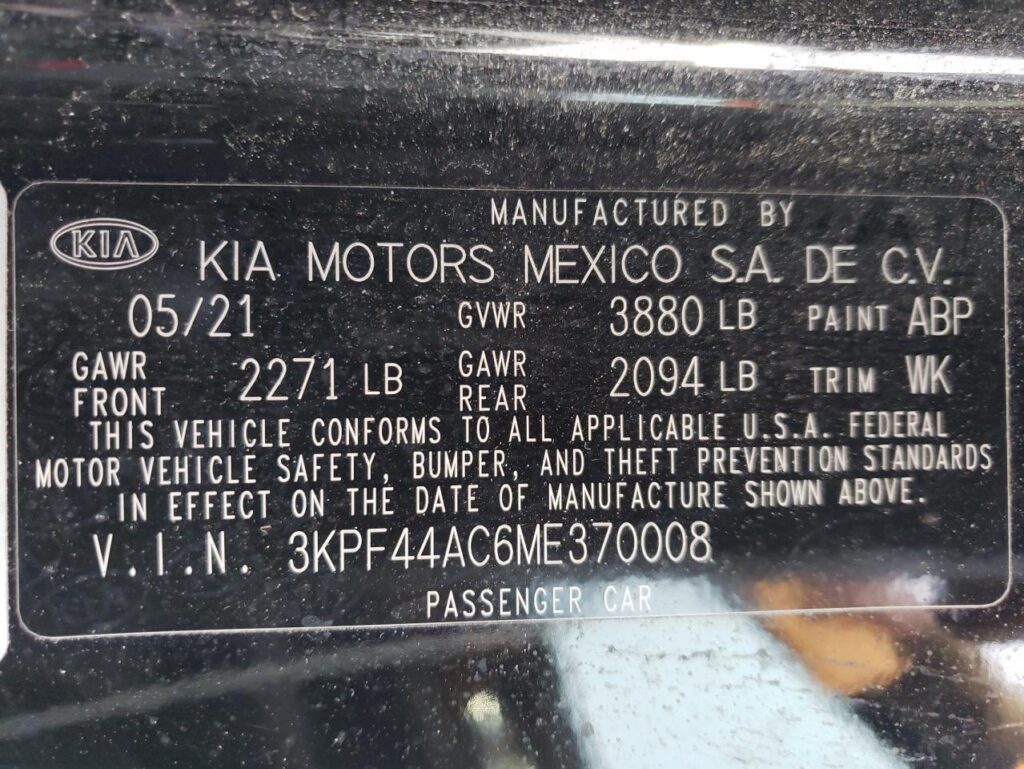 MANUFACTURED BY
KIA KIA MOTORS MEXICO S.A. DE C.V.
05/21 GVWR 3880 LB PAINT ABP
GAWR FRONT 2271 LB GAWR REAR 2094 LB TRIM WK
THIS VEHICLE CONFORMS TO ALL APPLICABLE U.S.A. FEDERAL
MOTOR VEHICLE SAFETY, BUMPER, AND THEFT PREVENTION STANDARDS
IN EFFECT ON THE DATE OF MANUFACTURE SHOWN ABOVE.
V.I.N. 3KPF44AC6ME370008
PASSENGER CAR